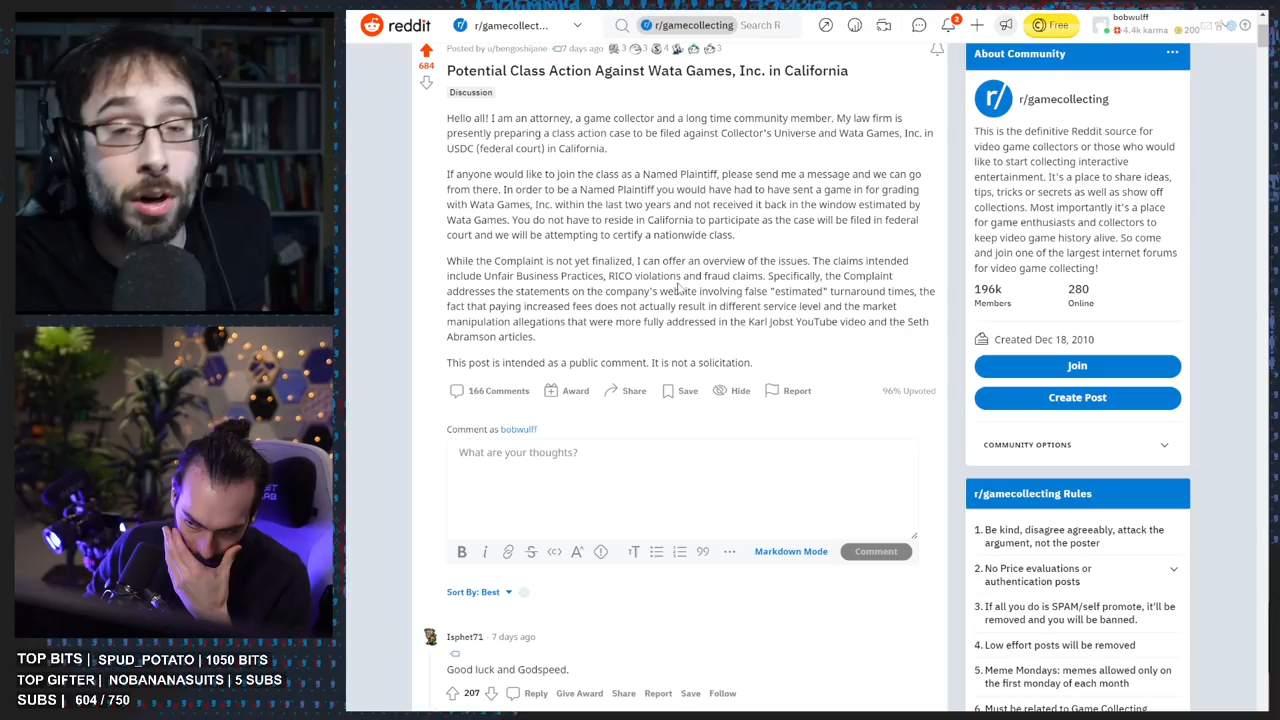 reddit
r/gamecollect...
r/gamecollecting Search R
2
Free
bobwulff
4.4k karma
200
Posted by u/bengoshijane 7 days ago 3 3 4 3
684
Potential Class Action Against Wata Games, Inc. in California
Discussion
Hello all! I am an attorney, a game collector and a long time community member. My law firm is
presently preparing a class action case to be filed against Collector's Universe and Wata Games, Inc. in
USDC (federal court) in California.
If anyone would like to join the class as a Named Plaintiff, please send me a message and we can go
from there. In order to be a Named Plaintiff you would have had to have sent a game in for grading
with Wata Games, Inc. within the last two years and not received it back in the window estimated by
Wata Games. You do not have to reside in California to participate as the case will be filed in federal
court and we will be attempting to certify a nationwide class.
While the Complaint is not yet finalized, I can offer an overview of the issues. The claims intended
include Unfair Business Practices, RICO violations and fraud claims. Specifically, the Complaint
addresses the statements on the company's website involving false "estimated" turnaround times, the
fact that paying increased fees does not actually result in different service level and the market
manipulation allegations that were more fully addressed in the Karl Jobst YouTube video and the Seth
Abramson articles.
This post is intended as a public comment. It is not a solicitation.
166 Comments Award Share Save Hide Report 96% Upvoted
Comment as bobwulff
What are your thoughts?
Markdown Mode Comment
Sort By: Best
Isphet71 · 7 days ago
Good luck and Godspeed.
207 Reply Give Award Share Report Save Follow
About Community
r/ r/gamecollecting
This is the definitive Reddit source for
video game collectors or those who would
like to start collecting interactive
entertainment. It's a place to share ideas,
tips, tricks or secrets as well as show off
collections. Most importantly it's a place
for game enthusiasts and collectors to
keep video game history alive. So come
and join one of the largest internet forums
for video game collecting!
196k 280
Members Online
Created Dec 18, 2010
Join
Create Post
COMMUNITY OPTIONS
r/gamecollecting Rules
1. Be kind, disagree agreeably, attack the
argument, not the poster
2. No Price evaluations or
authentication posts
3. If all you do is SPAM/self promote, it'll be
removed and you will be banned.
4. Low effort posts will be removed
5. Meme Mondays: memes allowed only on
the first monday of each month
6. Must be related to Game Collecting
TOP BITS | SPUD_POTATO | 1050 BITS
TOP GIFTER | NOBANANASUITS | 5 SUBS
SUBS | 604 / 750